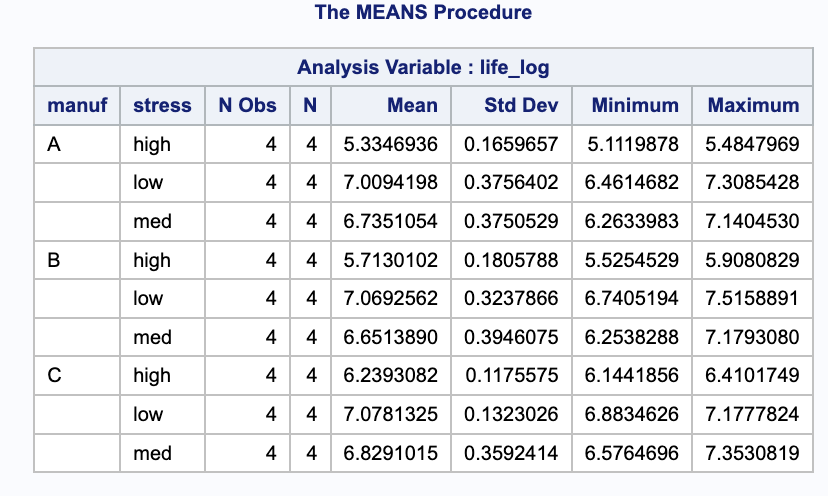 The MEANS Procedure
Analysis Variable : life_log
manuf stress N Obs N Mean Std Dev Minimum Maximum
A high 4 4 5.3346936 0.1659657 5.1119878 5.4847969
low 4 4 7.0094198 0.3756402 6.4614682 7.3085428
med 4 4 6.7351054 0.3750529 6.2633983 7.1404530
B high 4 4 5.7130102 0.1805788 5.5254529 5.9080829
low 4 4 7.0692562 0.3237866 6.7405194 7.5158891
med 4 4 6.6513890 0.3946075 6.2538288 7.1793080
C high 4 4 6.2393082 0.1175575 6.1441856 6.4101749
low 4 4 7.0781325 0.1323026 6.8834626 7.1777824
med 4 4 6.8291015 0.3592414 6.5764696 7.3530819